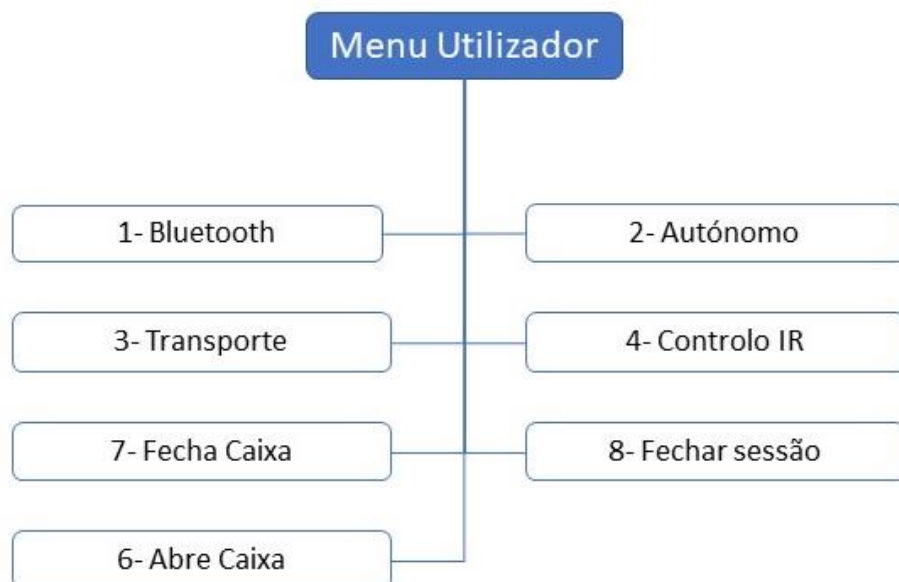 Menu Utilizador
1- Bluetooth
2- Autónomo
3- Transporte
4- Controlo IR
7- Fecha Caixa
8- Fechar sessão
6- Abre Caixa